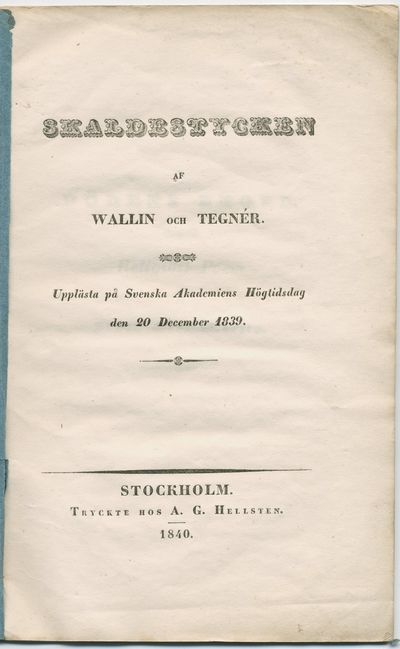 SKALDESTYCKEN
AF
WALLIN OCH TEGNÉR.
Upplästa på Svenska Akademiens Högtidsdag
den 20 December 1839.
STOCKHOLM.
TRYCKTE HOS A. G. HELLSTEN.
1840.